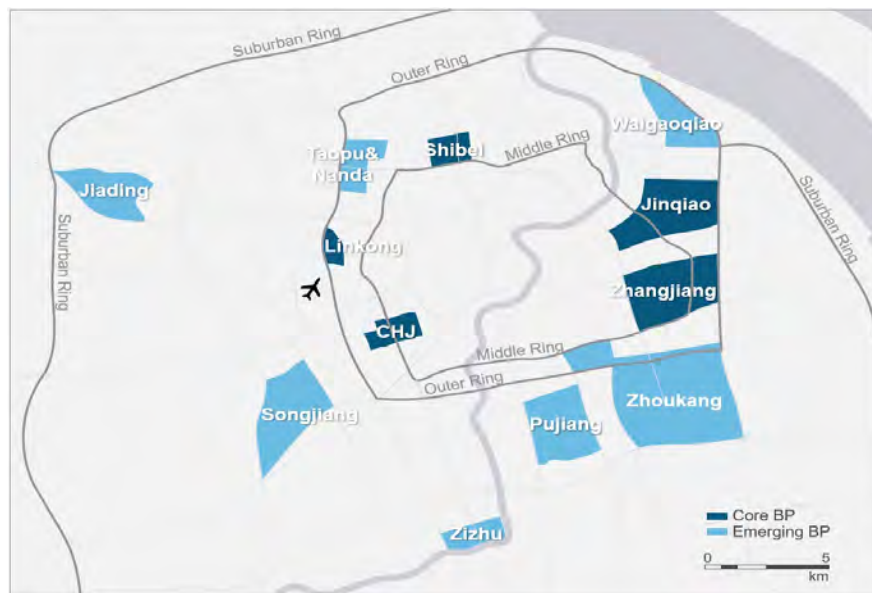 Suburban Ring
Outer Ring
Waigaoqiao
Taopu&
Nanda
Shibei
Middle Ring
Jiading
Jinqiao
Suburban Ring
Suburban Ring
Linkong
Zhangjiang
CHJ
Middle Ring
Outer Ring
Songjiang
Zhoukang
Pujiang
Zizhu
Core BP
Emerging BP
0 5
km